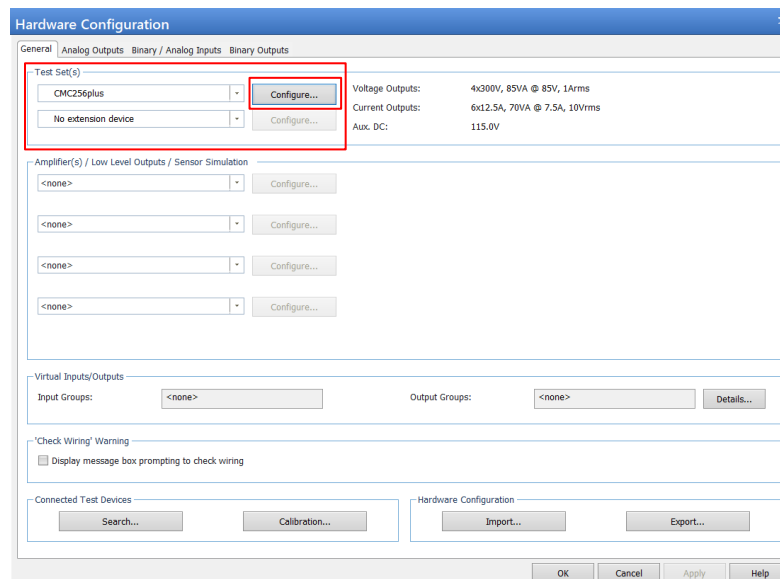 Hardware Configuration
General Analog Outputs Binary / Analog Inputs Binary Outputs
Test Set(s)
CMC256plus Configure... Voltage Outputs: 4x300V, 85VA @ 85V, 1Arms
Current Outputs: 6x12.5A, 70VA @ 7.5A, 10Vrms
No extension device Configure... Aux. DC: 115.0V
Amplifier(s) / Low Level Outputs / Sensor Simulation
<none> Configure...
<none> Configure...
<none> Configure...
<none> Configure...
Virtual Inputs/Outputs
Input Groups: <none> Output Groups: <none> Details...
'Check Wiring' Warning
Display message box prompting to check wiring
Connected Test Devices Hardware Configuration
Search... Calibration... Import... Export...
OK Cancel Apply Help